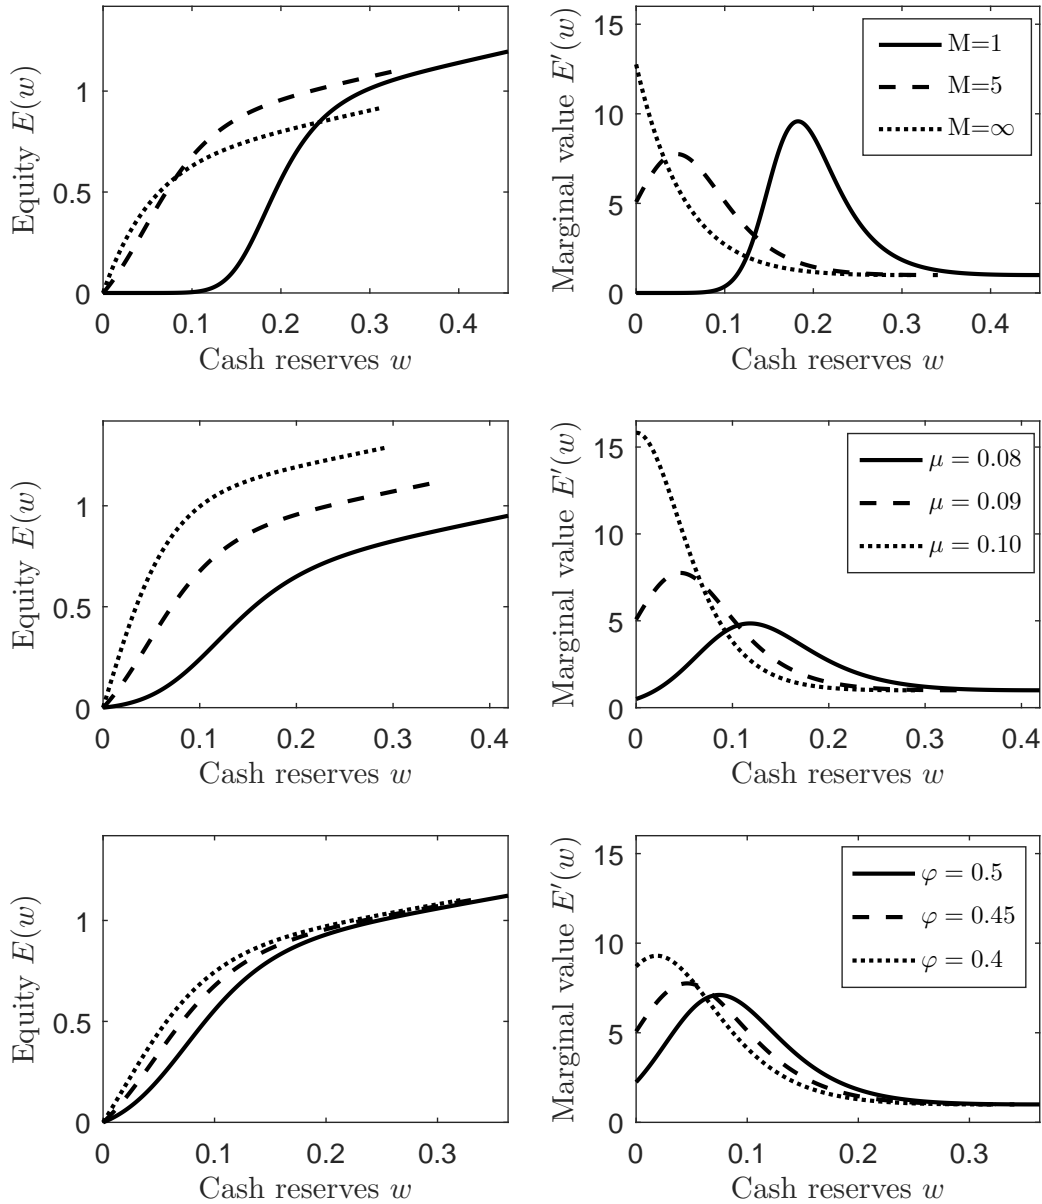 Equity E(w)
1
0.5
0
0 0.1 0.2 0.3 0.4
Cash reserves w
Marginal value E′(w)
15
10
5
0
0 0.1 0.2 0.3 0.4
Cash reserves w
M=1
M=5
M=∞
Equity E(w)
1
0.5
0
0 0.1 0.2 0.3 0.4
Cash reserves w
Marginal value E′(w)
15
10
5
0
0 0.1 0.2 0.3 0.4
Cash reserves w
μ = 0.08
μ = 0.09
μ = 0.10
Equity E(w)
1
0.5
0
0 0.1 0.2 0.3
Cash reserves w
Marginal value E′(w)
15
10
5
0
0 0.1 0.2 0.3
Cash reserves w
φ = 0.5
φ = 0.45
φ = 0.4